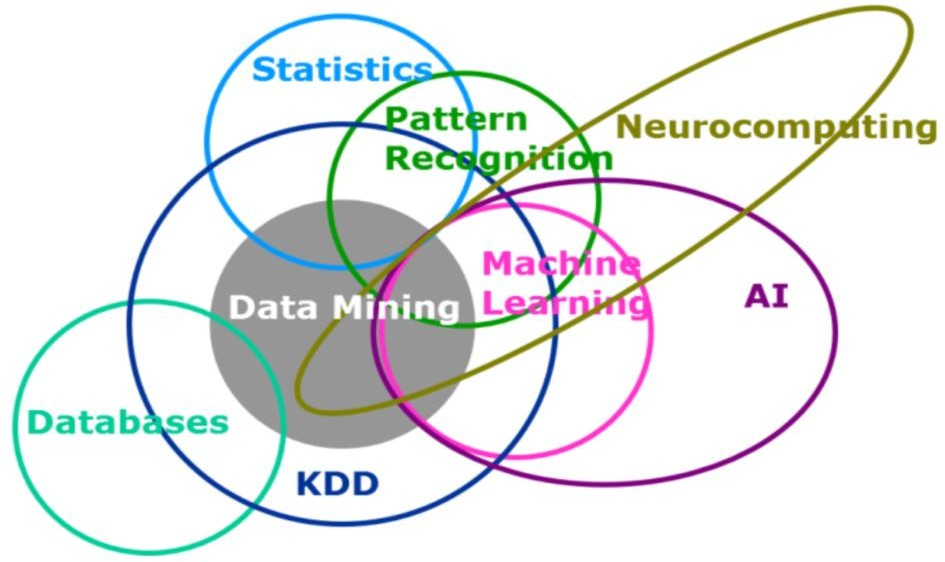 Statistics
Pattern
Recognition
Neurocomputing
Machine
Learning
AI
Data Mining
Databases
KDD